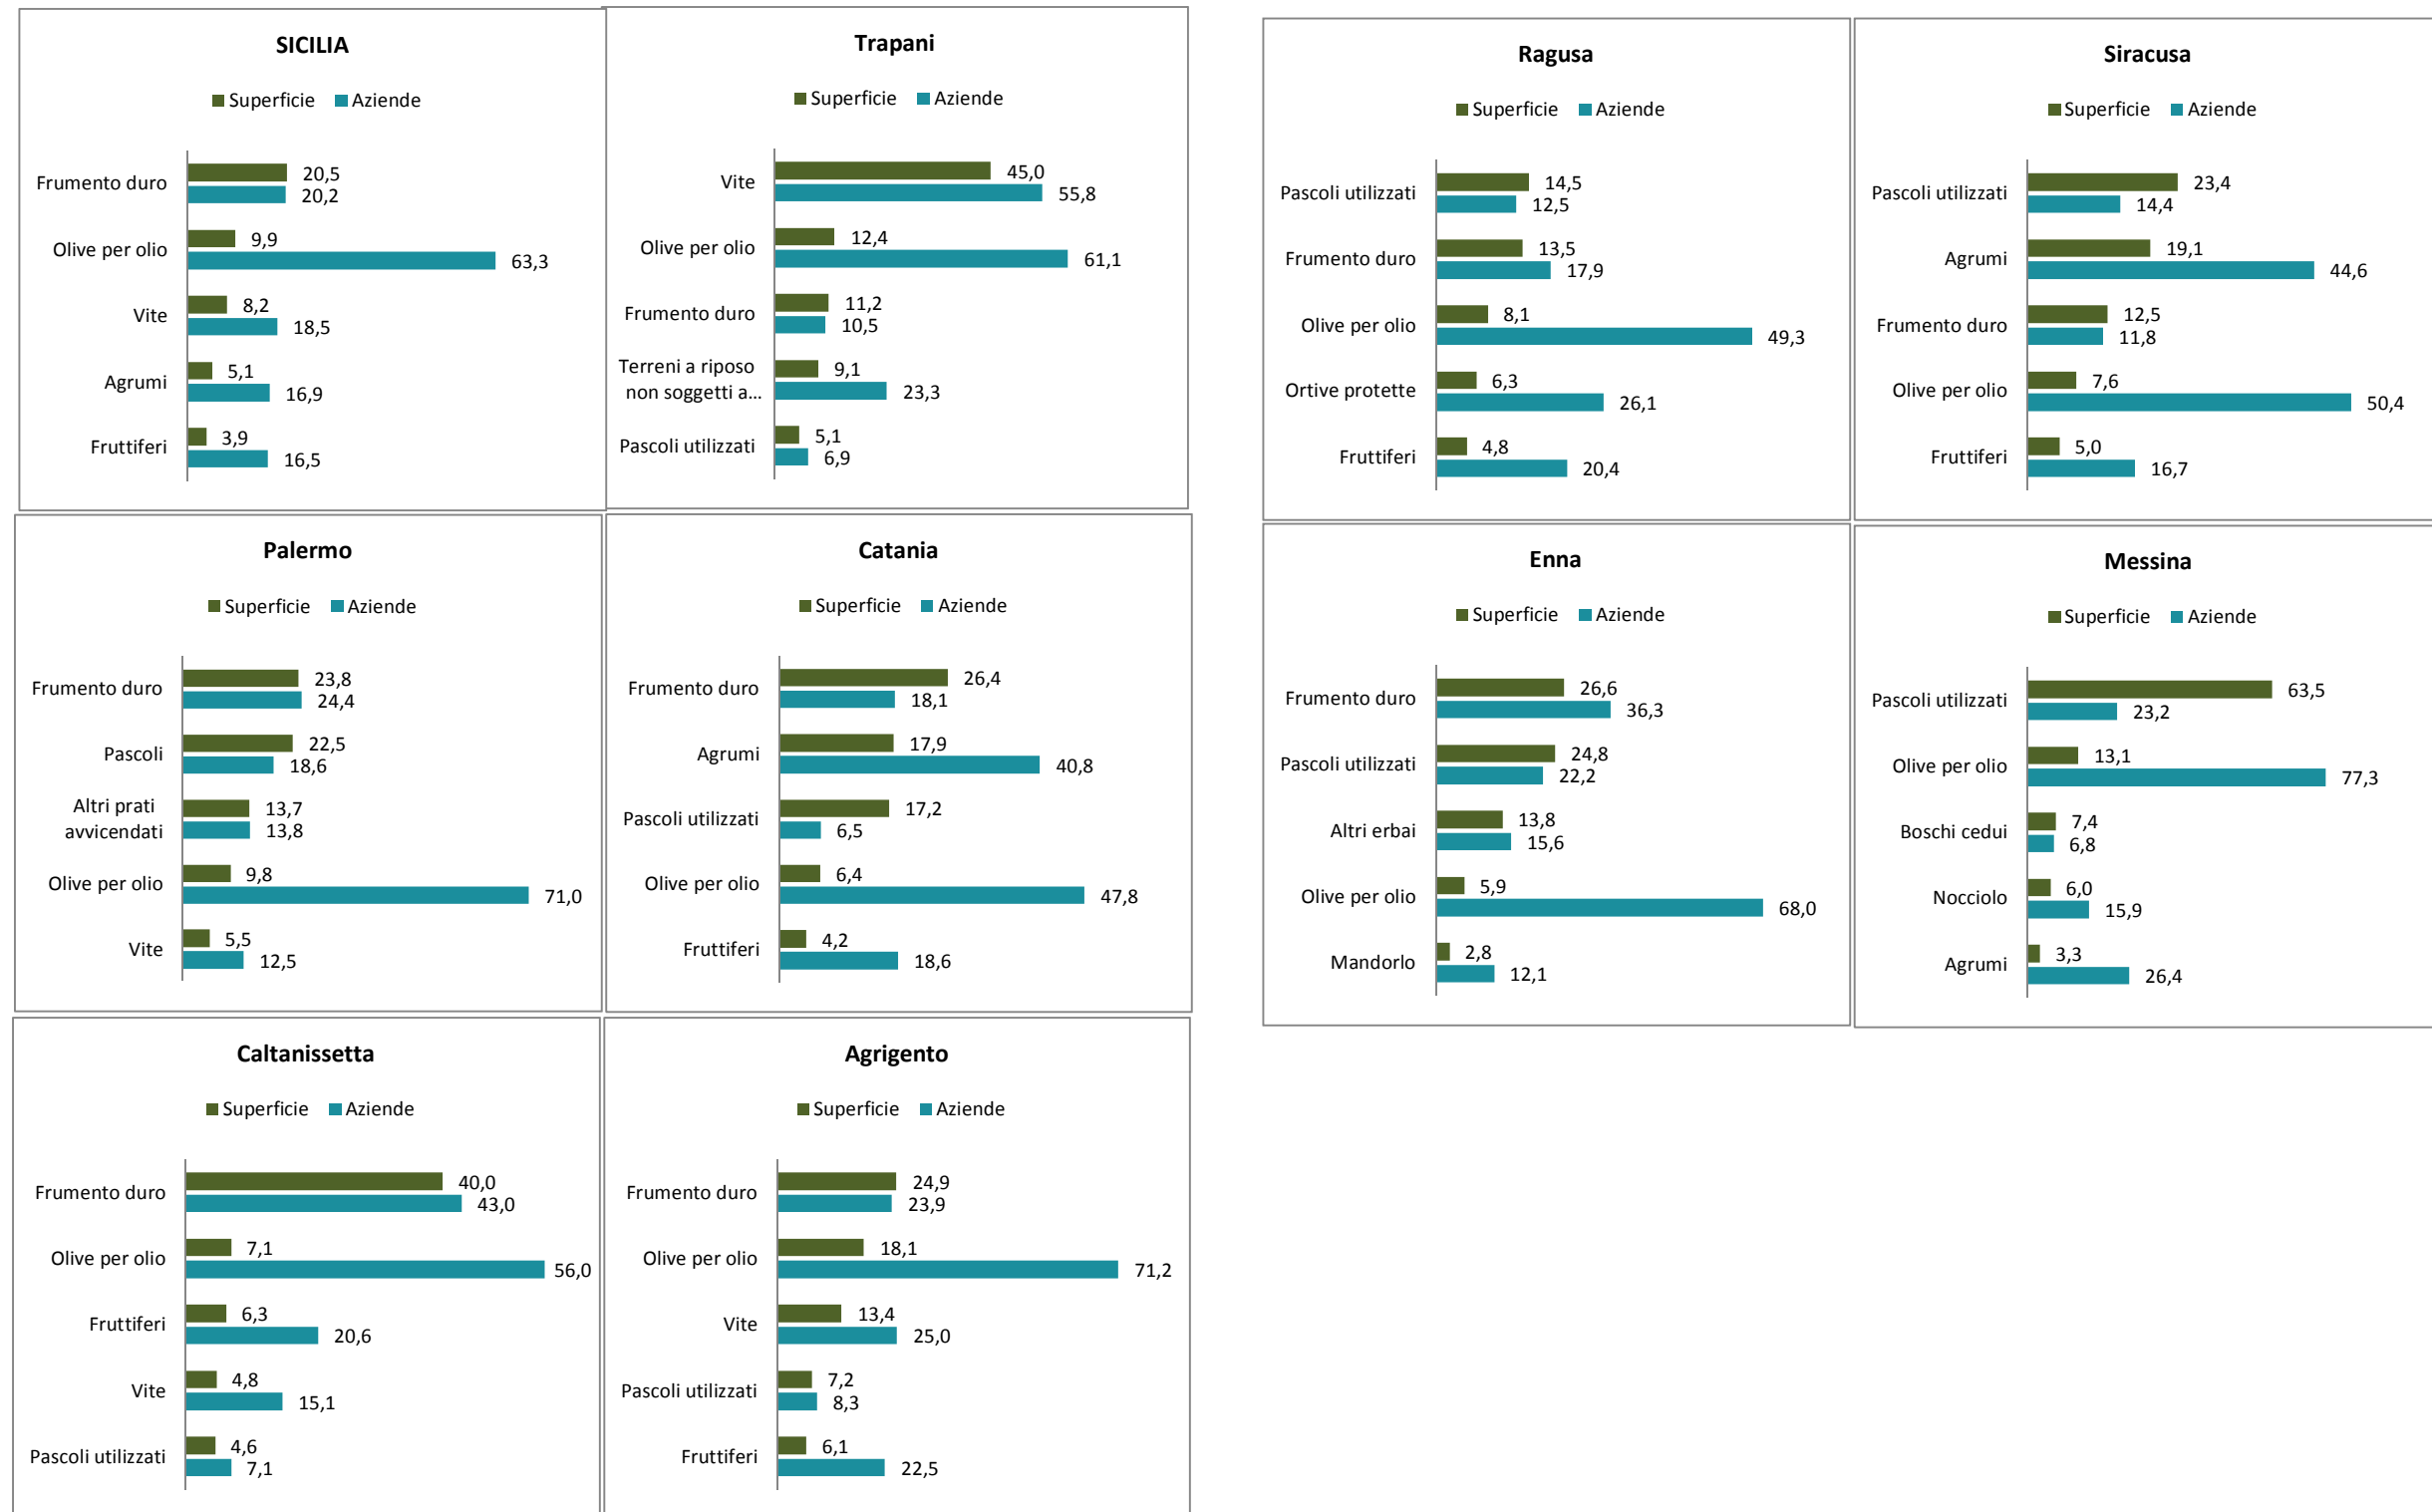 SICILIA
Superficie Aziende
Frumento duro
20,5
20,2
Olive per olio
9,9
63,3
Vite
8,2
18,5
Agrumi
5,1
16,9
Fruttiferi
3,9
16,5
Trapani
Superficie Aziende
Vite
45,0
55,8
Olive per olio
12,4
61,1
Frumento duro
11,2
10,5
Terreni a riposo
non soggetti a...
9,1
23,3
Pascoli utilizzati
5,1
6,9
Ragusa
Superficie Aziende
Pascoli utilizzati
14,5
12,5
Frumento duro
13,5
17,9
Olive per olio
8,1
49,3
Ortive protette
6,3
26,1
Fruttiferi
4,8
20,4
Siracusa
Superficie Aziende
Pascoli utilizzati
23,4
14,4
Agrumi
19,1
44,6
Frumento duro
12,5
11,8
Olive per olio
7,6
50,4
Fruttiferi
5,0
16,7
Palermo
Superficie Aziende
Frumento duro
23,8
24,4
Pascoli
22,5
18,6
Altri prati
avvicendati
13,7
13,8
Olive per olio
9,8
71,0
Vite
5,5
12,5
Catania
Superficie Aziende
Frumento duro
26,4
18,1
Agrumi
17,9
40,8
Pascoli utilizzati
17,2
6,5
Olive per olio
6,4
47,8
Fruttiferi
4,2
18,6
Enna
Superficie Aziende
Frumento duro
26,6
36,3
Pascoli utilizzati
24,8
22,2
Altri erbai
13,8
15,6
Olive per olio
5,9
68,0
Mandorlo
2,8
12,1
Messina
Superficie Aziende
Pascoli utilizzati
63,5
23,2
Olive per olio
13,1
77,3
Boschi cedui
7,4
6,8
Nocciolo
6,0
15,9
Agrumi
3,3
26,4
Caltanissetta
Superficie Aziende
Frumento duro
40,0
43,0
Olive per olio
7,1
56,0
Fruttiferi
6,3
20,6
Vite
4,8
15,1
Pascoli utilizzati
4,6
7,1
Agrigento
Superficie Aziende
Frumento duro
24,9
23,9
Olive per olio
18,1
71,2
Vite
13,4
25,0
Pascoli utilizzati
7,2
8,3
Fruttiferi
6,1
22,5